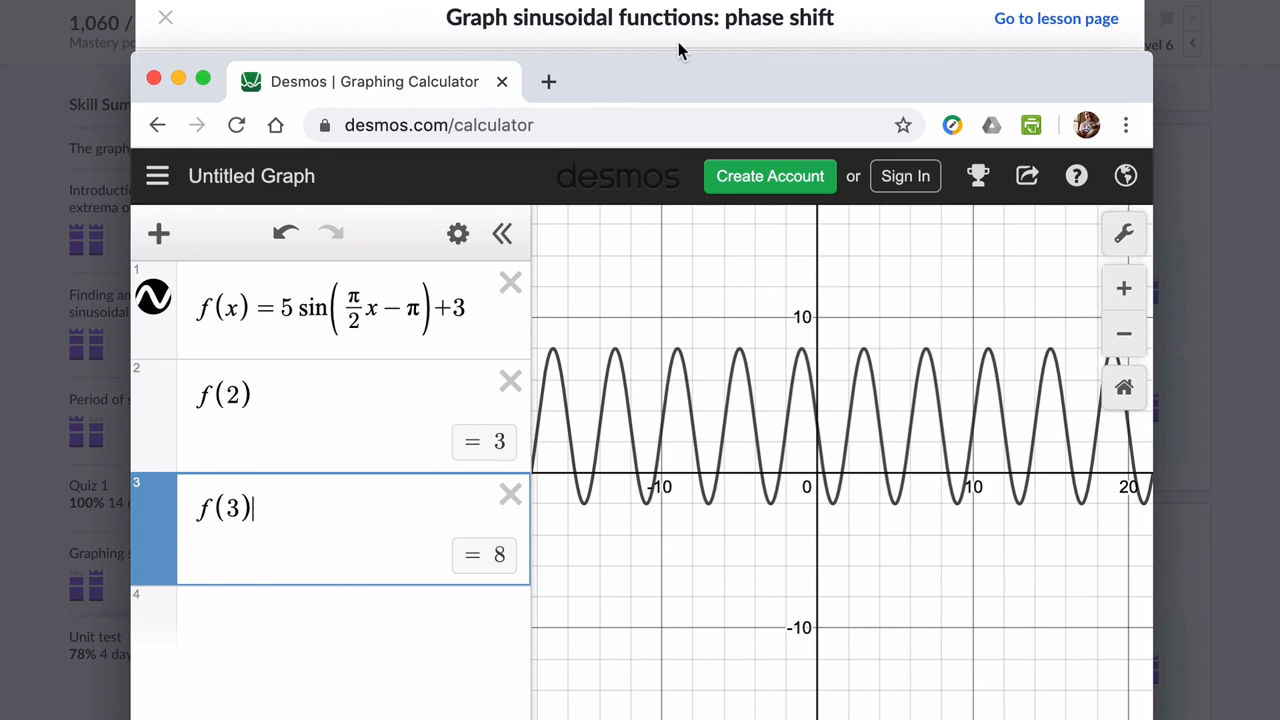 1,060 /
Graph sinusoidal functions: phase shift
Go to lesson page
Mastery po
vel 6
Desmos | Graphing Calculator
desmos.com/calculator
Untitled Graph
desmos
Create Account
or
Sign In
Skill Sum
The graph
Introducti
extrema o
Finding an
sinusoidal
Period of s
Quiz 1
100% 14 d
Graphing s
Unit test
78% 4 day
1
f(x) = 5 sin(π/2 x − π)+3
2
f(2)
= 3
3
f(3)
= 8
4
10
-10
0
10
20
-10